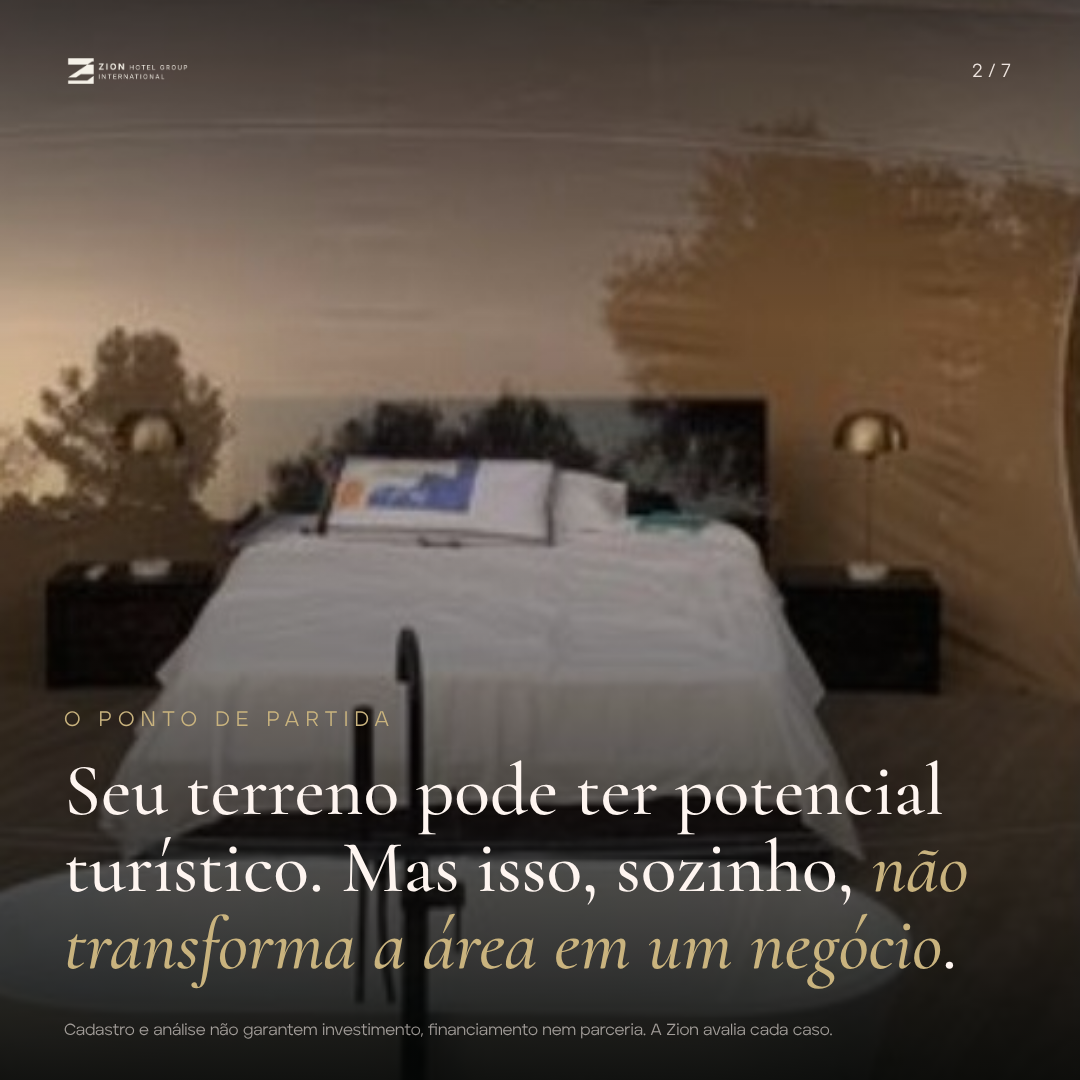 ZION HOTEL GROUP
INTERNATIONAL
2/7
O PONTO DE PARTIDA
Seu terreno pode ter potencial
turístico. Mas isso, sozinho, não
transforma a área em um negócio.
Cadastro e análise não garantem investimento, financiamento nem parceria. A Zion avalia cada caso.